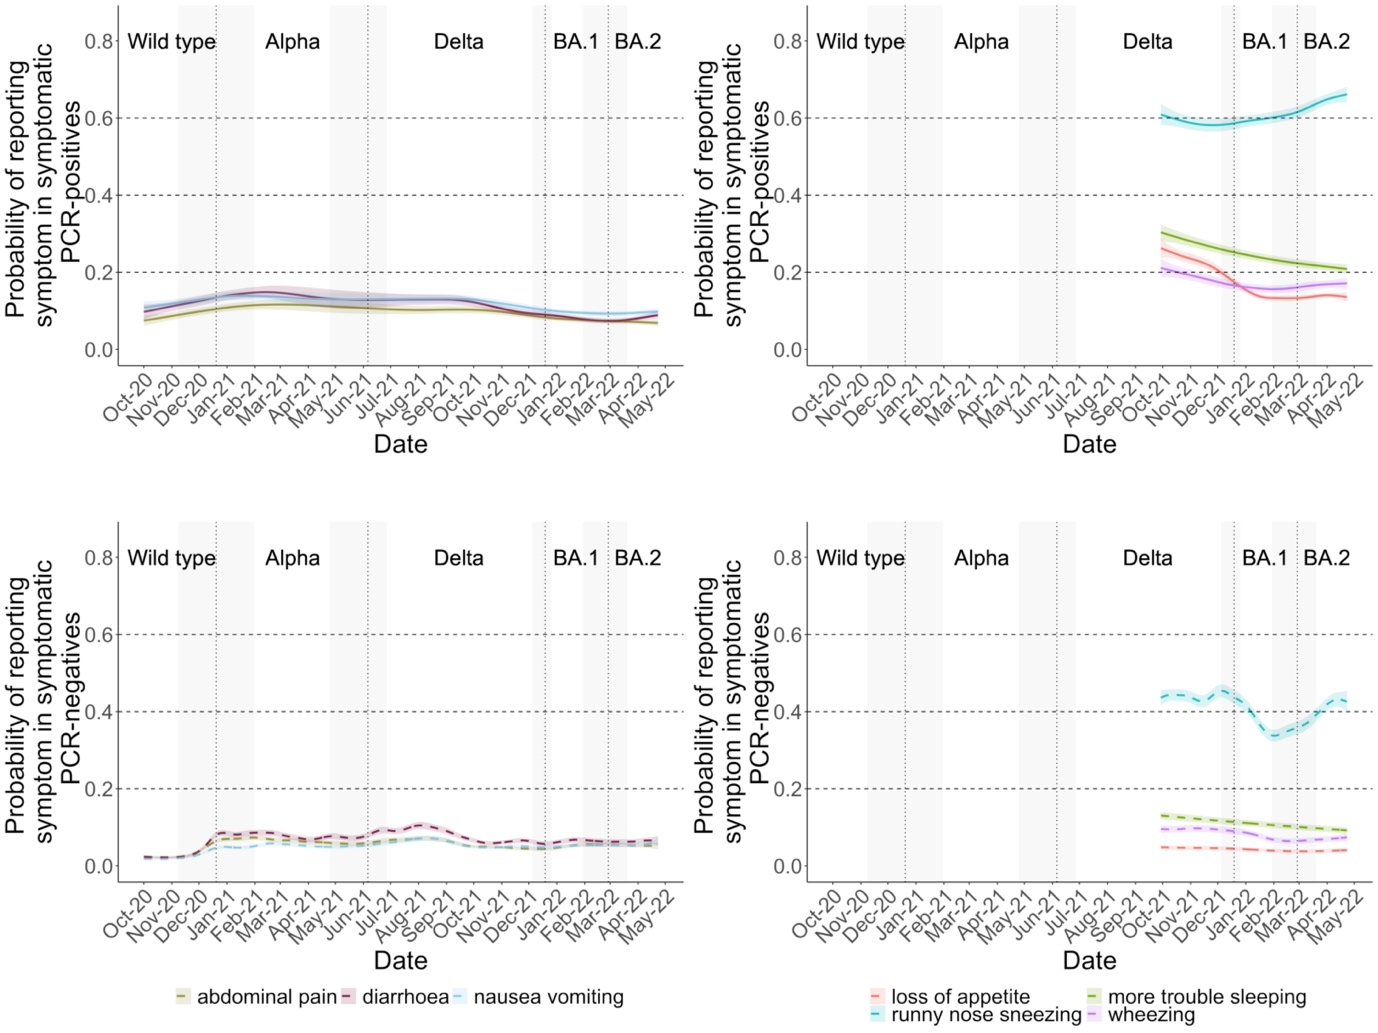 Probability of reporting
symptom in symptomatic
PCR-positives
0.8
0.6
0.4
0.2
0.0
Wild type
Alpha
Delta
BA.1
BA.2
Oct-20
Nov-20
Dec-20
Jan-21
Feb-21
Mar-21
Apr-21
May-21
Jun-21
Jul-21
Aug-21
Sep-21
Oct-21
Nov-21
Dec-21
Jan-22
Feb-22
Mar-22
Apr-22
May-22
Date
Probability of reporting
symptom in symptomatic
PCR-positives
0.8
0.6
0.4
0.2
0.0
Wild type
Alpha
Delta
BA.1
BA.2
Oct-20
Nov-20
Dec-20
Jan-21
Feb-21
Mar-21
Apr-21
May-21
Jun-21
Jul-21
Aug-21
Sep-21
Oct-21
Nov-21
Dec-21
Jan-22
Feb-22
Mar-22
Apr-22
May-22
Date
Probability of reporting
symptom in symptomatic
PCR-negatives
0.8
0.6
0.4
0.2
0.0
Wild type
Alpha
Delta
BA.1
BA.2
Oct-20
Nov-20
Dec-20
Jan-21
Feb-21
Mar-21
Apr-21
May-21
Jun-21
Jul-21
Aug-21
Sep-21
Oct-21
Nov-21
Dec-21
Jan-22
Feb-22
Mar-22
Apr-22
May-22
Date
abdominal pain
diarrhoea
nausea vomiting
Probability of reporting
symptom in symptomatic
PCR-negatives
0.8
0.6
0.4
0.2
0.0
Wild type
Alpha
Delta
BA.1
BA.2
Oct-20
Nov-20
Dec-20
Jan-21
Feb-21
Mar-21
Apr-21
May-21
Jun-21
Jul-21
Aug-21
Sep-21
Oct-21
Nov-21
Dec-21
Jan-22
Feb-22
Mar-22
Apr-22
May-22
Date
loss of appetite
more trouble sleeping
runny nose sneezing
wheezing